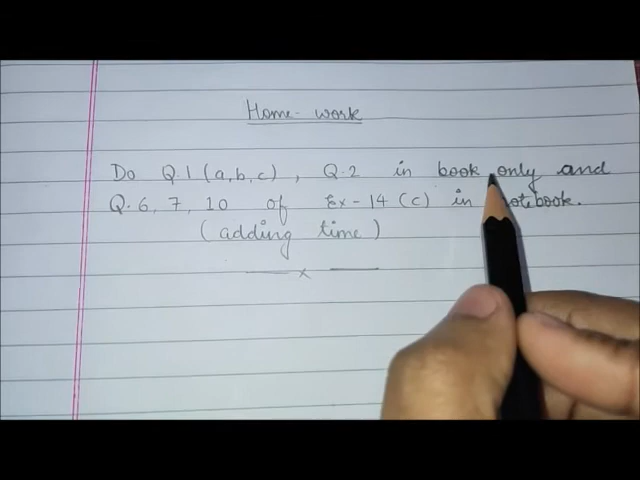 Home-work
Do Q.1 (a,b,c), Q.2 in book only and
Q.6, 7, 10 of Ex-14 (c) in notebook.
(adding time)
x